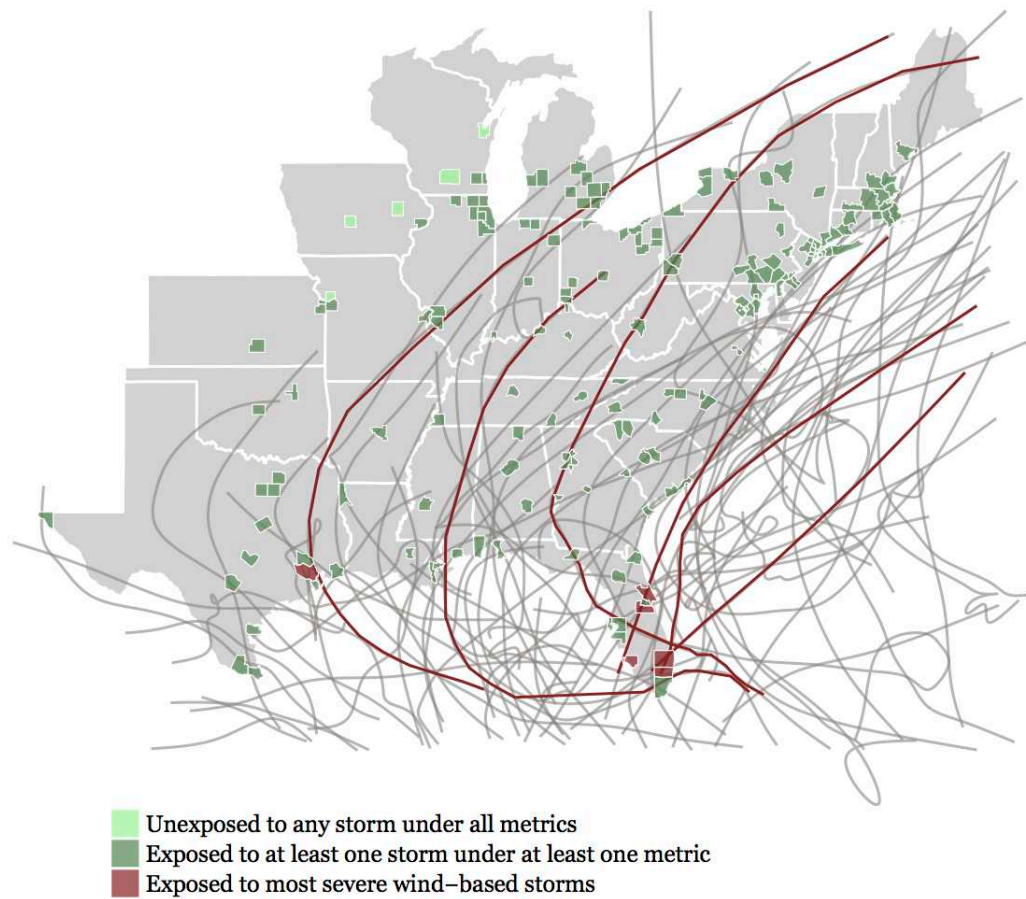 Unexposed to any storm under all metrics
Exposed to at least one storm under at least one metric
Exposed to most severe wind−based storms